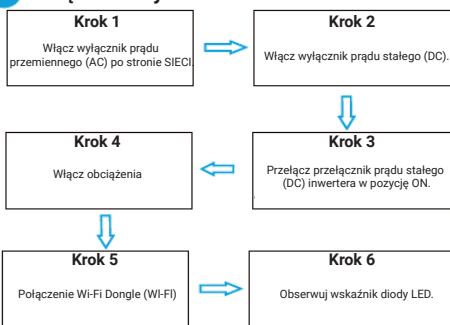 Krok 1
Włącz wyłącznik prądu
przemiennego (AC) po stronie SIECI.
Krok 2
Włącz wyłącznik prądu stałego (DC).
Krok 3
Przełącz przełącznik prądu stałego
(DC) inwertera w pozycję ON.
Krok 4
Włącz obciążenia
Krok 5
Połączenie Wi-Fi Dongle (WI-FI)
Krok 6
Obserwuj wskaźnik diody LED.